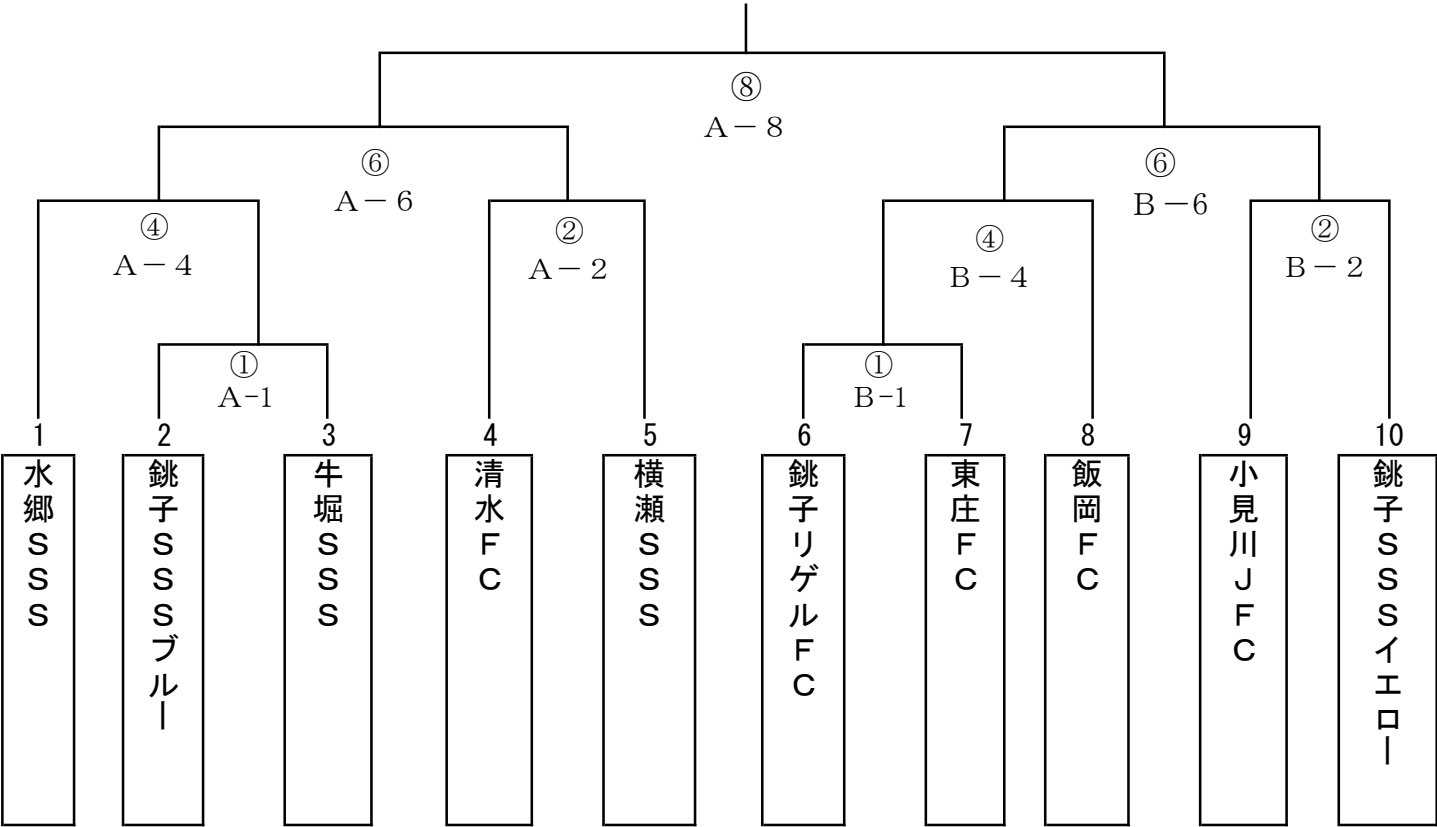 ⑧
A－8
⑥
A－6
⑥
B－6
④
A－4
②
A－2
④
B－4
②
B－2
①
A-1
①
B-1
1
2
3
4
5
6
7
8
9
10
水郷SSS
銚子SSSブルー
牛堀SSS
清水FC
横瀬SSS
銚子リゲルFC
東庄FC
飯岡FC
小見川JFC
銚子SSSイエロー